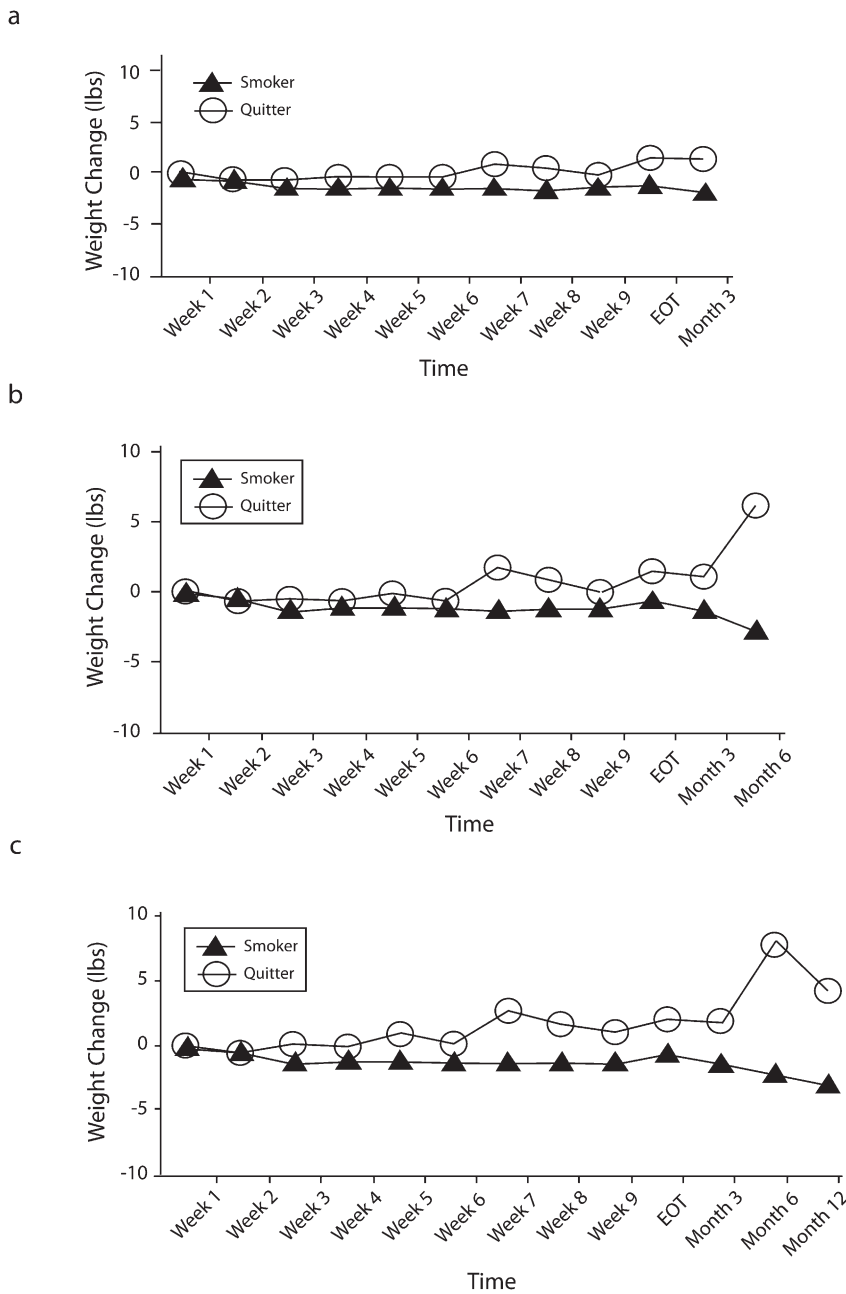 a
10
5
0
-5
-10
Weight Change (lbs)
Smoker
Quitter
Week 1
Week 2
Week 3
Week 4
Week 5
Week 6
Week 7
Week 8
Week 9
EOT
Month 3
Time
b
10
5
0
-5
-10
Weight Change (lbs)
Smoker
Quitter
Week 1
Week 2
Week 3
Week 4
Week 5
Week 6
Week 7
Week 8
Week 9
EOT
Month 3
Month 6
Time
c
10
5
0
-5
-10
Weight Change (lbs)
Smoker
Quitter
Week 1
Week 2
Week 3
Week 4
Week 5
Week 6
Week 7
Week 8
Week 9
EOT
Month 3
Month 6
Month 12
Time